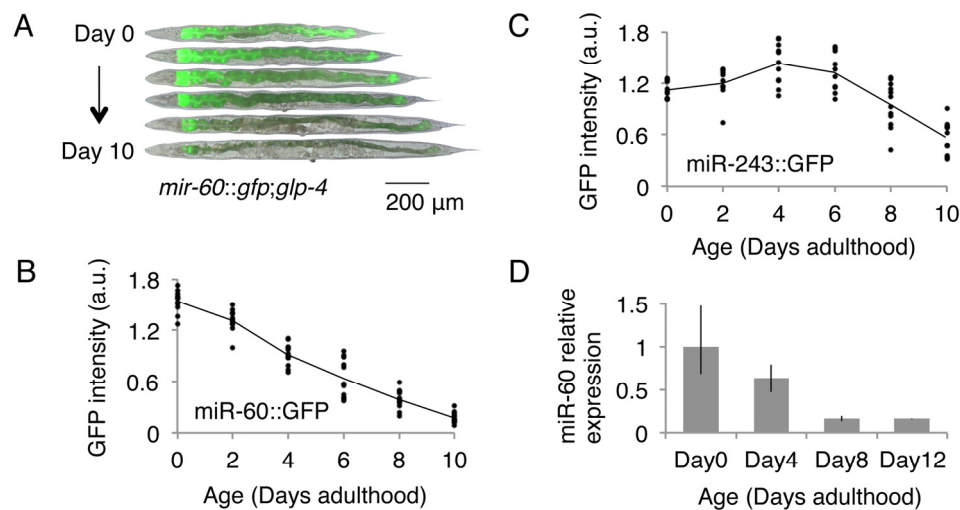 A
Day 0
Day 10
mir-60::gfp;glp-4
200 µm
B
GFP intensity (a.u.)
1.8
1.2
0.6
0
miR-60::GFP
0 2 4 6 8 10
Age (Days adulthood)
C
GFP intensity (a.u.)
1.8
1.2
0.6
0
miR-243::GFP
0 2 4 6 8 10
Age (Days adulthood)
D
miR-60 relative
expression
1.5
1
0.5
0
Day0 Day4 Day8 Day12
Age (Days adulthood)